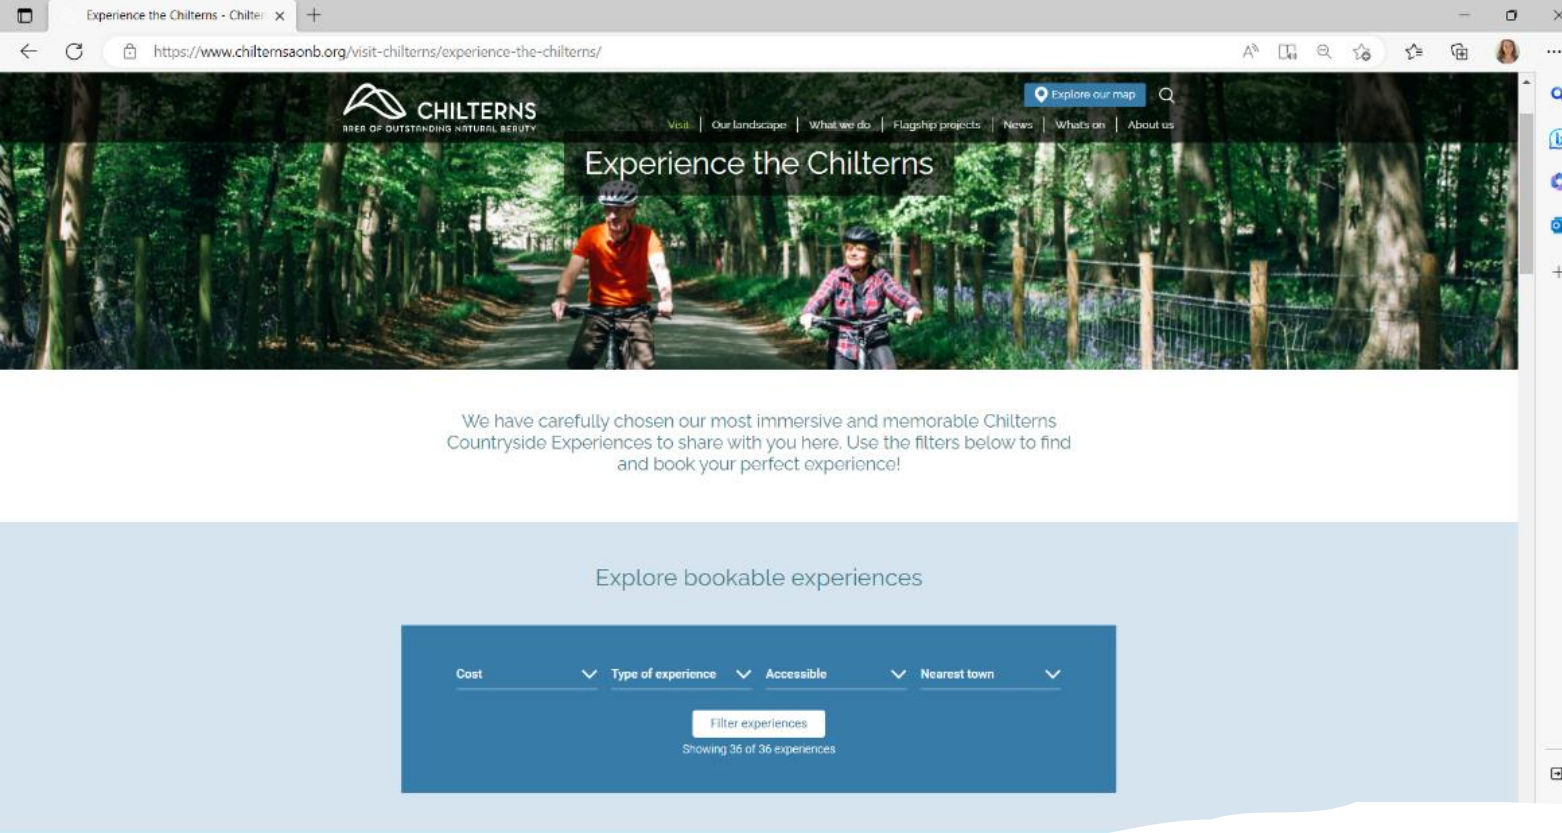 Experience the Chilterns - Chilter
https://www.chilternsaonb.org/visit-chilterns/experience-the-chilterns/
CHILTERNS
AREA OF OUTSTANDING NATURAL BEAUTY
Explore our map
Visit | Our landscape | What we do | Flagship projects | News | What's on | About us
Experience the Chilterns
We have carefully chosen our most immersive and memorable Chilterns
Countryside Experiences to share with you here. Use the filters below to find
and book your perfect experience!
Explore bookable experiences
Cost Type of experience Accessible Nearest town
Filter experiences
Showing 36 of 36 experiences